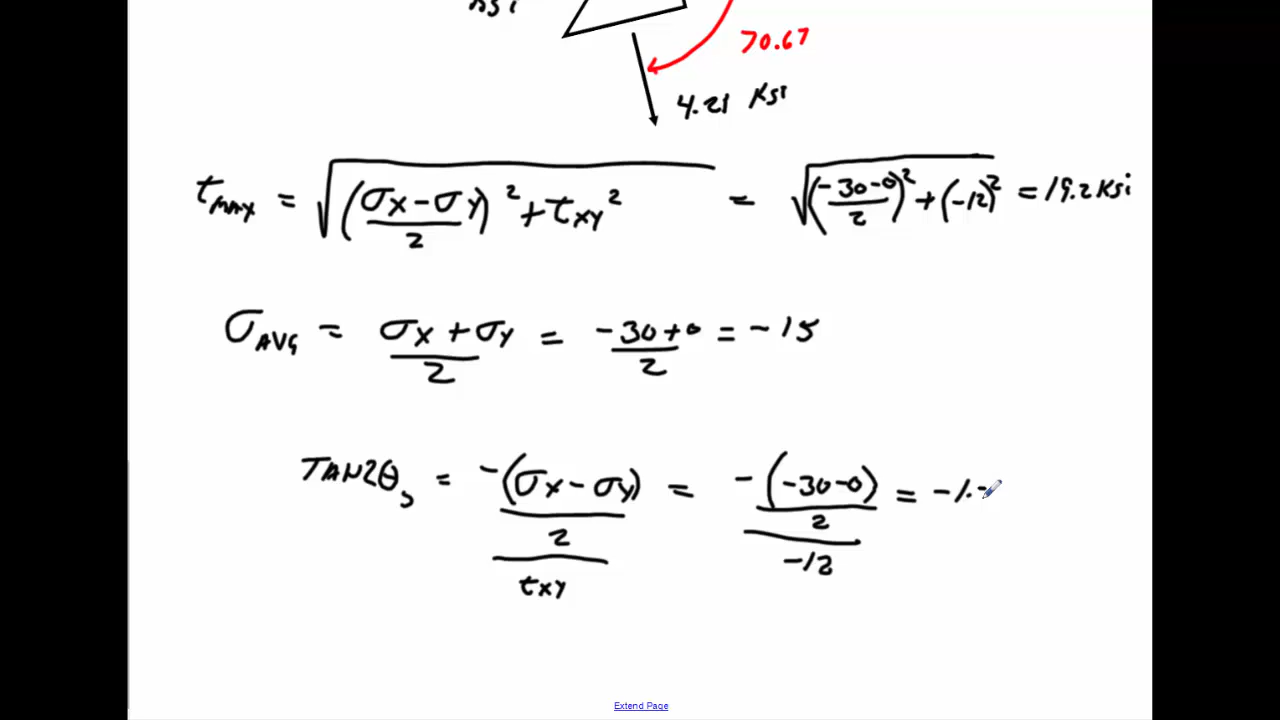 70.67
4.21 Ksi
τMAX = √((σx - σy)/2)² + τxy² = √((-30-0)/2)² + (-12)² = 19.2 Ksi
σAVG = (σx + σy)/2 = (-30+0)/2 = -15
TAN2θs = (-(σx - σy)/2)/τxy = (-(-30-0)/2)/-12 = -1.
Extend Page